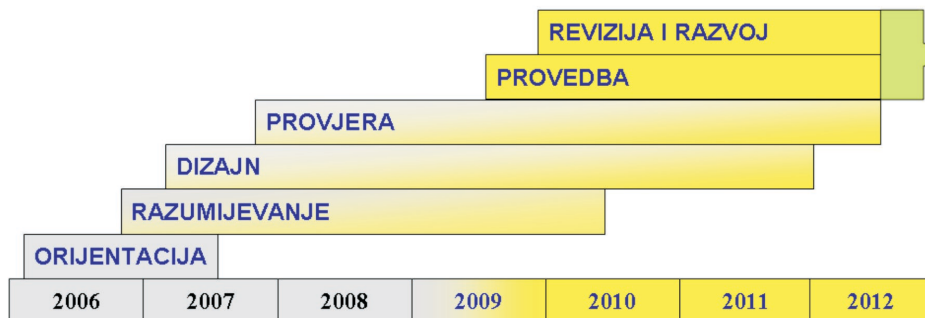 REVIZIJA I RAZVOJ
PROVEDBA
PROVJERA
DIZAJN
RAZUMIJEVANJE
ORIJENTACIJA
2006 2007 2008 2009 2010 2011 2012